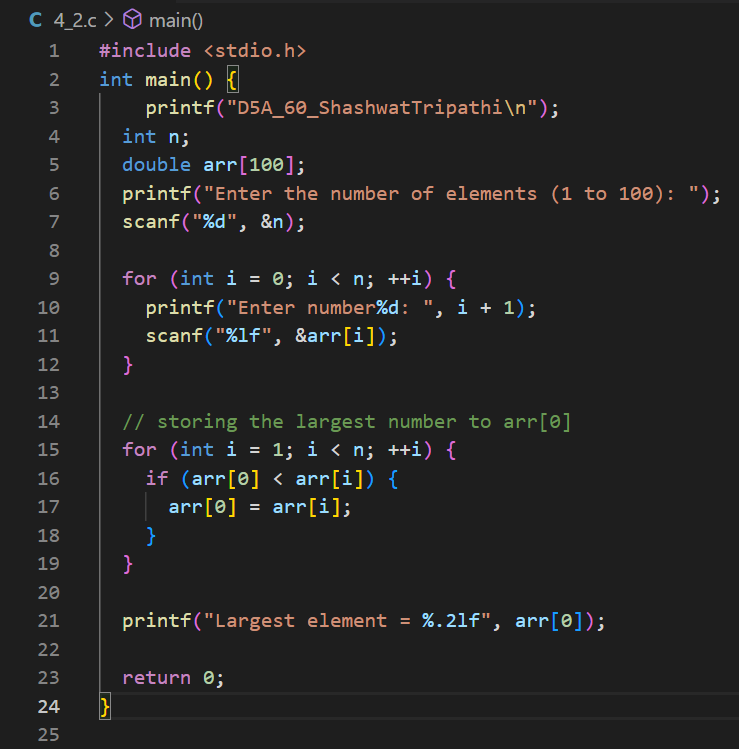 C 4_2.c > main()
1 #include <stdio.h>
2 int main() {
3     printf("D5A_60_ShashwatTripathi\n");
4   int n;
5   double arr[100];
6   printf("Enter the number of elements (1 to 100): ");
7   scanf("%d", &n);
8
9   for (int i = 0; i < n; ++i) {
10     printf("Enter number%d: ", i + 1);
11     scanf("%lf", &arr[i]);
12   }
13
14   // storing the largest number to arr[0]
15   for (int i = 1; i < n; ++i) {
16     if (arr[0] < arr[i]) {
17       arr[0] = arr[i];
18     }
19   }
20
21   printf("Largest element = %.2lf", arr[0]);
22
23   return 0;
24 }
25